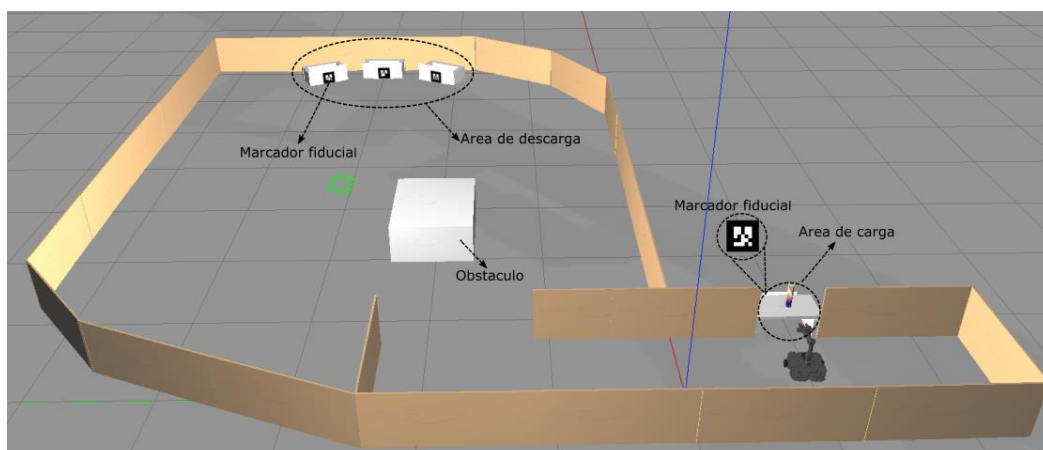 Area de descarga
Marcador fiducial
Marcador fiducial
Area de carga
Obstaculo